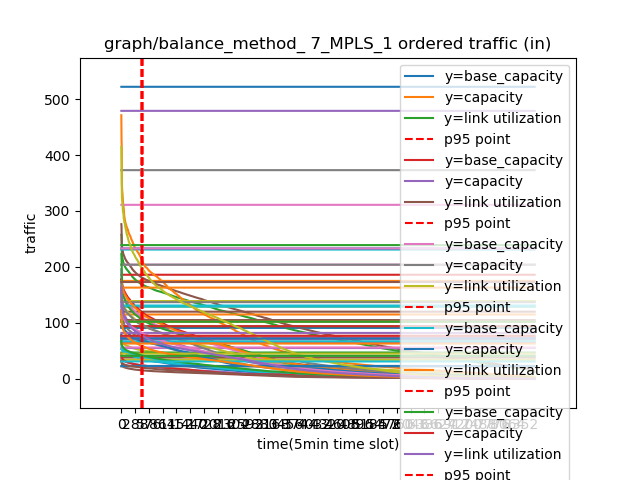 graph/balance_method_ 7_MPLS_1 ordered traffic (in)
traffic
500
400
300
200
100
0
time(5min time slot)
y=base_capacity
y=capacity
y=link utilization
p95 point
y=base_capacity
y=capacity
y=link utilization
p95 point
y=base_capacity
y=capacity
y=link utilization
p95 point
y=base_capacity
y=capacity
y=link utilization
p95 point
y=base_capacity
y=capacity
y=link utilization
p95 point